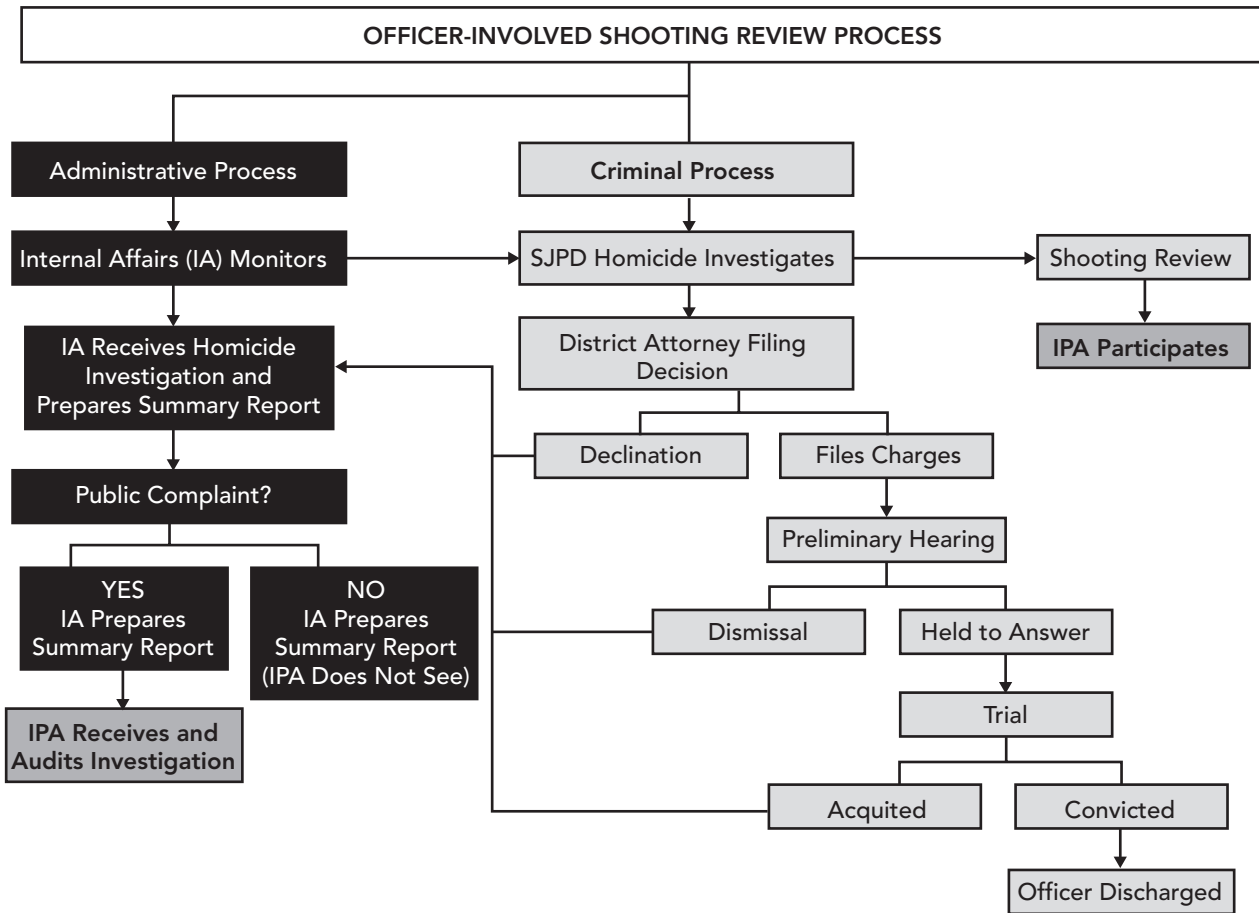 OFFICER-INVOLVED SHOOTING REVIEW PROCESS
Administrative Process
Criminal Process
Internal Affairs (IA) Monitors
SJPD Homicide Investigates
Shooting Review
IPA Participates
IA Receives Homicide
Investigation and
Prepares Summary Report
District Attorney Filing
Decision
Declination
Files Charges
Public Complaint?
Preliminary Hearing
YES
IA Prepares
Summary Report
NO
IA Prepares
Summary Report
(IPA Does Not See)
Dismissal
Held to Answer
IPA Receives and
Audits Investigation
Trial
Acquited
Convicted
Officer Discharged